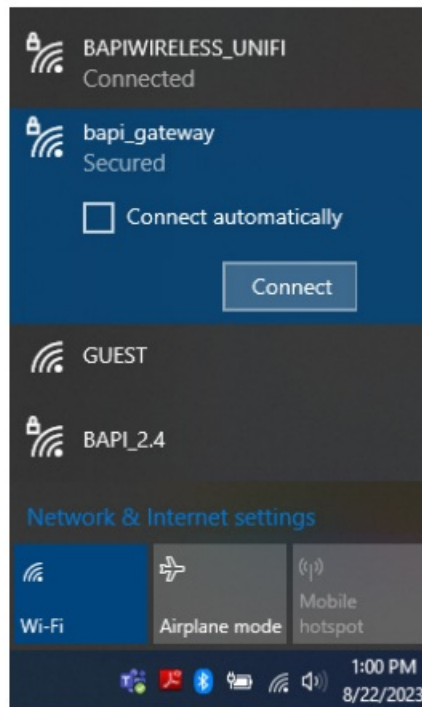 BAPIWIRELESS_UNIFI
Connected
bapi_gateway
Secured
Connect automatically
Connect
GUEST
BAPI_2.4
Network & Internet settings
Wi-Fi
Airplane mode
Mobile
hotspot
1:00 PM
8/22/2023